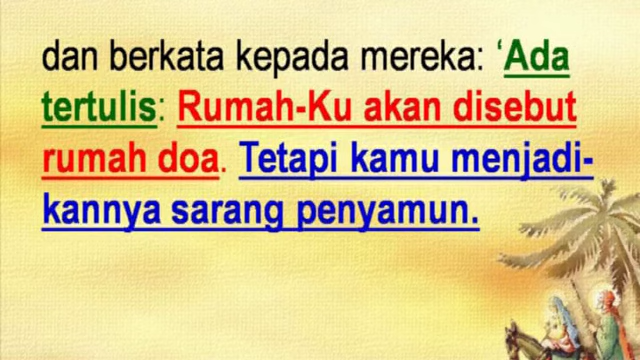 dan berkata kepada mereka: ‘Ada
tertulis: Rumah-Ku akan disebut
rumah doa. Tetapi kamu menjadi-
kannya sarang penyamun.